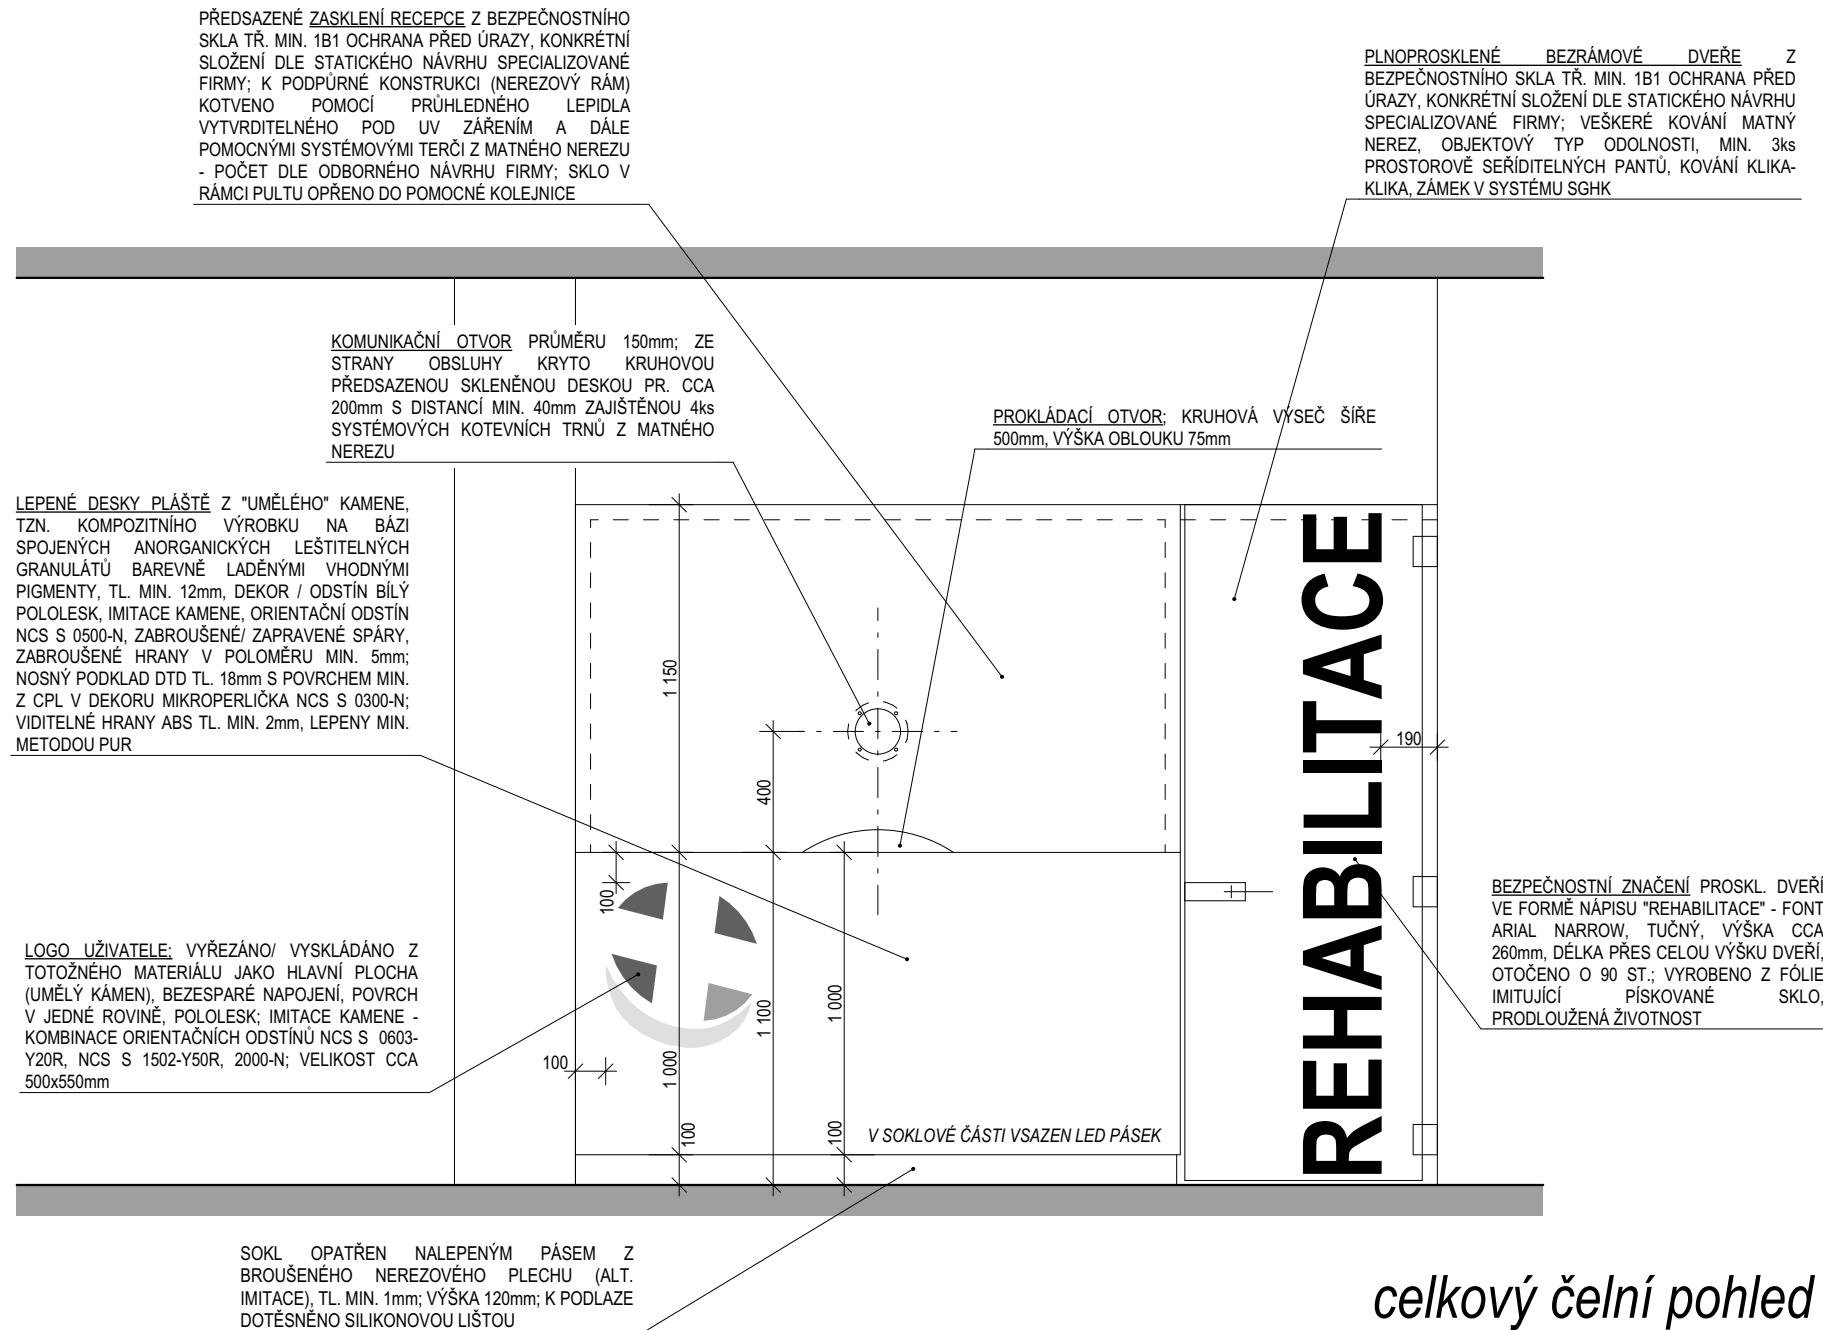 PŘEDSAZENÉ ZASKLENÍ RECEPCE Z BEZPEČNOSTNÍHO
SKLA TŘ. MIN. 1B1 OCHRANA PŘED ÚRAZY, KONKRÉTNÍ
SLOŽENÍ DLE STATICKÉHO NÁVRHU SPECIALIZOVANÉ
FIRMY; K PODPŮRNÉ KONSTRUKCI (NEREZOVÝ RÁM)
KOTVENO POMOCÍ PRŮHLEDNÉHO LEPIDLA
VYTVRDITELNÉHO POD UV ZÁŘENÍM A DÁLE
POMOCNÝMI SYSTÉMOVÝMI TERČI Z MATNÉHO NEREZU
- POČET DLE ODBORNÉHO NÁVRHU FIRMY; SKLO V
RÁMCI PULTU OPŘENO DO POMOCNÉ KOLEJNICE
PLNOPROSKLENÉ BEZRÁMOVÉ DVEŘE Z
BEZPEČNOSTNÍHO SKLA TŘ. MIN. 1B1 OCHRANA PŘED
ÚRAZY, KONKRÉTNÍ SLOŽENÍ DLE STATICKÉHO NÁVRHU
SPECIALIZOVANÉ FIRMY; VEŠKERÉ KOVÁNÍ MATNÝ
NEREZ, OBJEKTOVÝ TYP ODOLNOSTI, MIN. 3ks
PROSTOROVĚ SEŘÍDITELNÝCH PANTŮ, KOVÁNÍ KLIKA-
KLIKA, ZÁMEK V SYSTÉMU SGHK
KOMUNIKAČNÍ OTVOR PRŮMĚRU 150mm; ZE
STRANY OBSLUHY KRYTO KRUHOVOU
PŘEDSAZENOU SKLENĚNOU DESKOU PR. CCA
200mm S DISTANCÍ MIN. 40mm ZAJIŠTĚNOU 4ks
SYSTÉMOVÝCH KOTEVNÍCH TRNŮ Z MATNÉHO
NEREZU
PROKLÁDACÍ OTVOR; KRUHOVÁ VÝSEČ ŠÍŘE
500mm, VÝŠKA OBLOUKU 75mm
LEPENÉ DESKY PLÁŠTĚ Z "UMĚLÉHO" KAMENE,
TZN. KOMPOZITNÍHO VÝROBKU NA BÁZI
SPOJENÝCH ANORGANICKÝCH LEŠTITELNÝCH
GRANULÁTŮ BAREVNĚ LADĚNÝMI VHODNÝMI
PIGMENTY, TL. MIN. 12mm, DEKOR / ODSTÍN BÍLÝ
POLOLESK, IMITACE KAMENE, ORIENTAČNÍ ODSTÍN
NCS S 0500-N, ZABROUŠENÉ/ ZAPRAVENÉ SPÁRY,
ZABROUŠENÉ HRANY V POLOMĚRU MIN. 5mm;
NOSNÝ PODKLAD DTD TL. 18mm S POVRCHEM MIN.
Z CPL V DEKORU MIKROPERLIČKA NCS S 0300-N;
VIDITELNÉ HRANY ABS TL. MIN. 2mm, LEPENY MIN.
METODOU PUR
1 150
400
190
REHABILITACE
100
1 100
1 000
1 000
100
100
100
LOGO UŽIVATELE; VYŘEZÁNO/ VYSKLÁDÁNO Z
TOTOŽNÉHO MATERIÁLU JAKO HLAVNÍ PLOCHA
(UMĚLÝ KÁMEN), BEZESPARÉ NAPOJENÍ, POVRCH
V JEDNÉ ROVINĚ, POLOLESK; IMITACE KAMENE -
KOMBINACE ORIENTAČNÍCH ODSTÍNŮ NCS S 0603-
Y20R, NCS S 1502-Y50R, 2000-N; VELIKOST CCA
500x550mm
BEZPEČNOSTNÍ ZNAČENÍ PROSKL. DVEŘÍ
VE FORMĚ NÁPISU "REHABILITACE" - FONT
ARIAL NARROW, TUČNÝ, VÝŠKA CCA
260mm, DÉLKA PŘES CELOU VÝŠKU DVEŘÍ,
OTOČENO O 90 ST.; VYROBENO Z FÓLIE
IMITUJÍCÍ PÍSKOVANÉ SKLO,
PRODLOUŽENÁ ŽIVOTNOST
V SOKLOVÉ ČÁSTI VSAZEN LED PÁSEK
SOKL OPATŘEN NALEPENÝM PÁSEM Z
BROUŠENÉHO NEREZOVÉHO PLECHU (ALT.
IMITACE), TL. MIN. 1mm; VÝŠKA 120mm; K PODLAZE
DOTĚSNĚNO SILIKONOVOU LIŠTOU
celkový čelní pohled